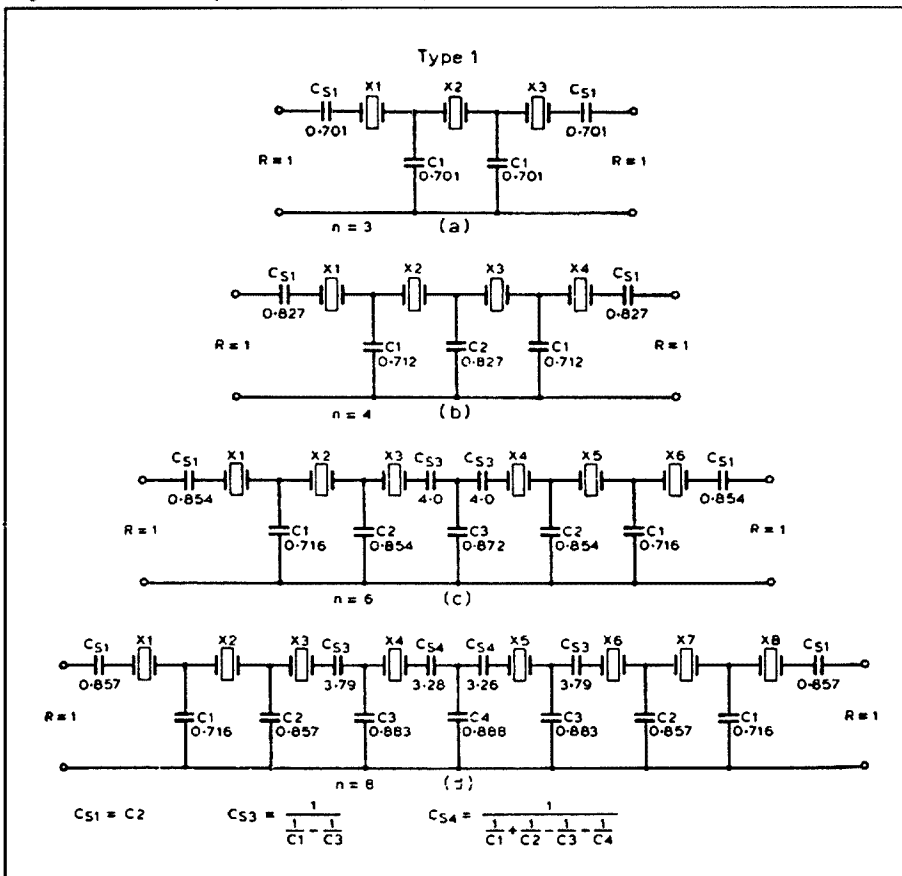 Type 1
CS1 X1 X2 X3 CS1
0.701 0.701
R = 1 C1 C1 R = 1
0.701 0.701
n = 3 (a)
CS1 X1 X2 X3 X4 CS1
0.827 0.827
R = 1 C1 C2 C1 R = 1
0.712 0.827 0.712
n = 4 (b)
CS1 X1 X2 X3 CS3 CS3 X4 X5 X6 CS1
0.854 4.0 4.0 0.854
R = 1 C1 C2 C3 C2 C1 R = 1
0.716 0.854 0.872 0.854 0.716
n = 6 (c)
CS1 X1 X2 X3 CS3 X4 CS4 CS4 X5 CS3 X6 X7 X8 CS1
0.857 3.79 3.28 3.26 3.79 0.857
R = 1 C1 C2 C3 C4 C3 C2 C1 R = 1
0.716 0.857 0.883 0.888 0.883 0.857 0.716
n = 8 (d)
CS1 = C2 CS3 = 1 / (1/C1 - 1/C3) CS4 = 1 / (1/C1 + 1/C2 - 1/C3 - 1/C4)